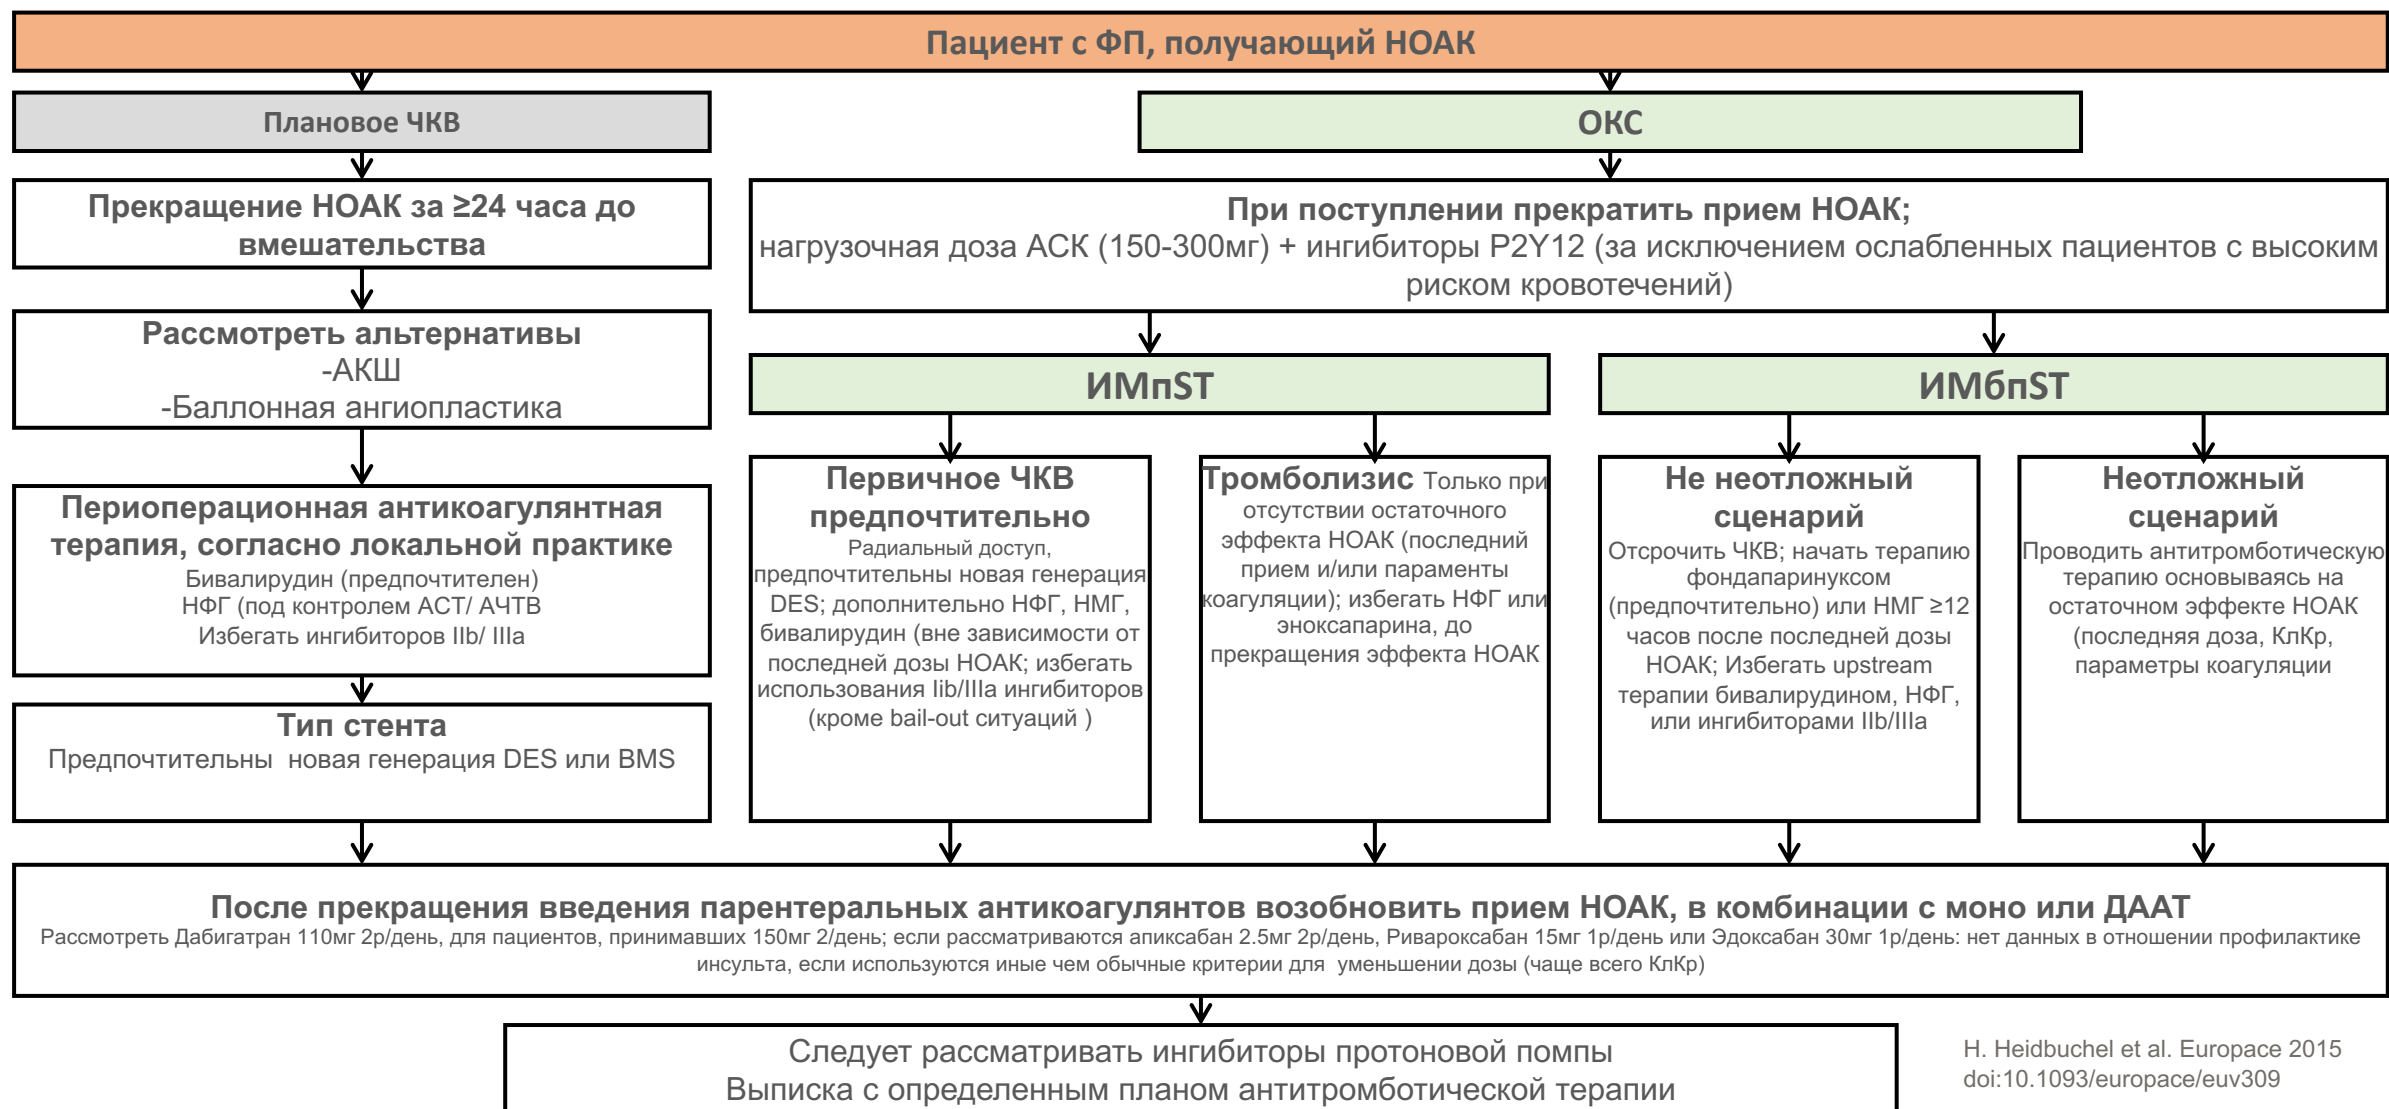 Пациент с ФП, получающий НОАК
Плановое ЧКВ
ОКС
Прекращение НОАК за ≥24 часа до
вмешательства
При поступлении прекратить прием НОАК;
нагрузочная доза АСК (150-300мг) + ингибиторы P2Y12 (за исключением ослабленных пациентов с высоким
риском кровотечений)
Рассмотреть альтернативы
-АКШ
-Баллонная ангиопластика
ИМпST
ИМбпST
Периоперационная антикоагулянтная
терапия, согласно локальной практике
Бивалирудин (предпочтителен)
НФГ (под контролем АСТ/ АЧТВ
Избегать ингибиторов IIb/ IIIa
Тип стента
Предпочтительны новая генерация DES или BMS
Первичное ЧКВ
предпочтительно
Радиальный доступ,
предпочтительны новая генерация
DES; дополнительно НФГ, НМГ,
бивалирудин (вне зависимости от
последней дозы НОАК; избегать
использования Iib/IIIa ингибиторов
(кроме bail-out ситуаций )
Тромболизис Только при
отсутствии остаточного
эффекта НОАК (последний
прием и/или параменты
коагуляции); избегать НФГ или
эноксапарина, до
прекращения эффекта НОАК
Не неотложный
сценарий
Отсрочить ЧКВ; начать терапию
фондапаринуксом
(предпочтительно) или НМГ ≥12
часов после последней дозы
НОАК; Избегать upstream
терапии бивалирудином, НФГ,
или ингибиторами IIb/IIIa
Неотложный
сценарий
Проводить антитромботическую
терапию основываясь на
остаточном эффекте НОАК
(последняя доза, КлКр,
параметры коагуляции
После прекращения введения парентеральных антикоагулянтов возобновить прием НОАК, в комбинации с моно или ДААТ
Рассмотреть Дабигатран 110мг 2р/день, для пациентов, принимавших 150мг 2/день; если рассматриваются апиксабан 2.5мг 2р/день, Ривароксабан 15мг 1р/день или Эдоксабан 30мг 1р/день: нет данных в отношении профилактике
инсульта, если используются иные чем обычные критерии для уменьшении дозы (чаще всего КлКр)
Следует рассматривать ингибиторы протоновой помпы
Выписка с определенным планом антитромботической терапии
H. Heidbuchel et al. Europace 2015
doi:10.1093/europace/euv309